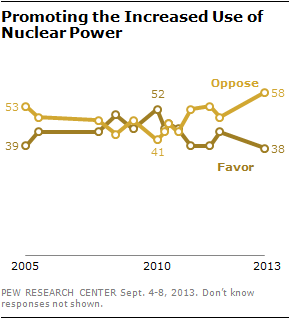 Promoting the Increased Use of
Nuclear Power
52
Oppose
58
53
39
41
38
Favor
2005
2010
2013
PEW RESEARCH CENTER Sept. 4-8, 2013. Don't know
responses not shown.